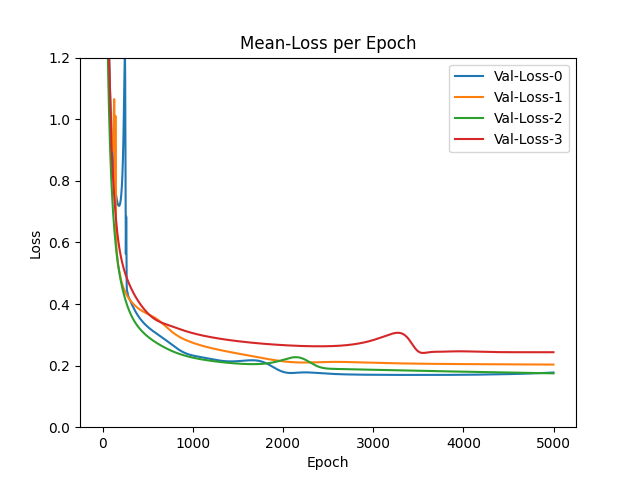 Mean-Loss per Epoch
1.2
1.0
0.8
0.6
0.4
0.2
0.0
Loss
Val-Loss-0
Val-Loss-1
Val-Loss-2
Val-Loss-3
0 1000 2000 3000 4000 5000
Epoch